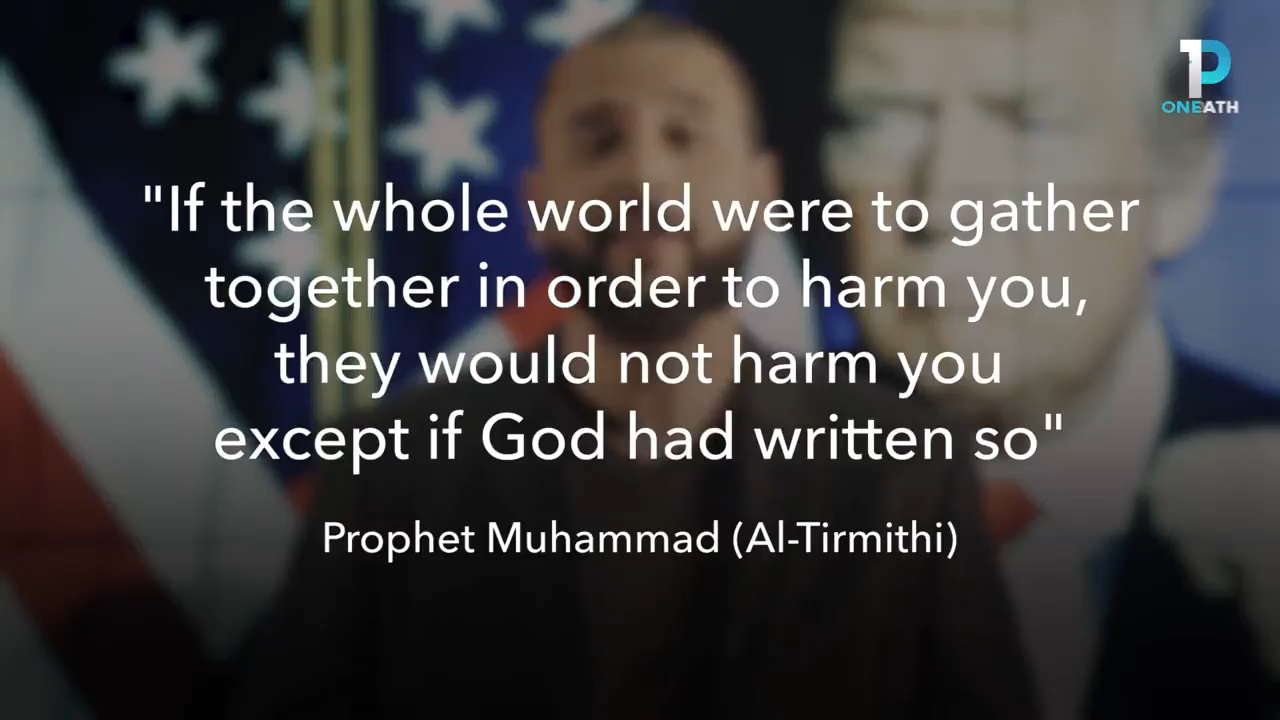 1P
ONEATH
"If the whole world were to gather
together in order to harm you,
they would not harm you
except if God had written so"
Prophet Muhammad (Al-Tirmithi)